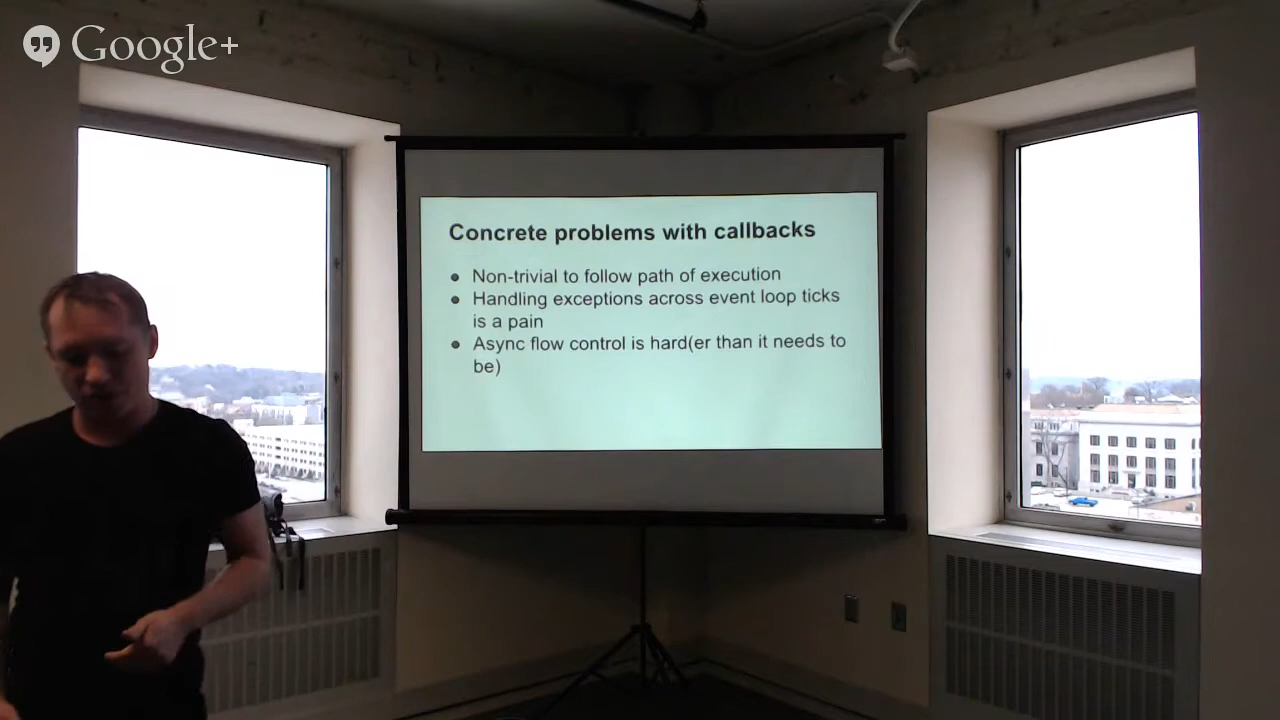 Google+
Concrete problems with callbacks
Non-trivial to follow path of execution
Handling exceptions across event loop ticks
is a pain
Async flow control is hard(er than it needs to
be)